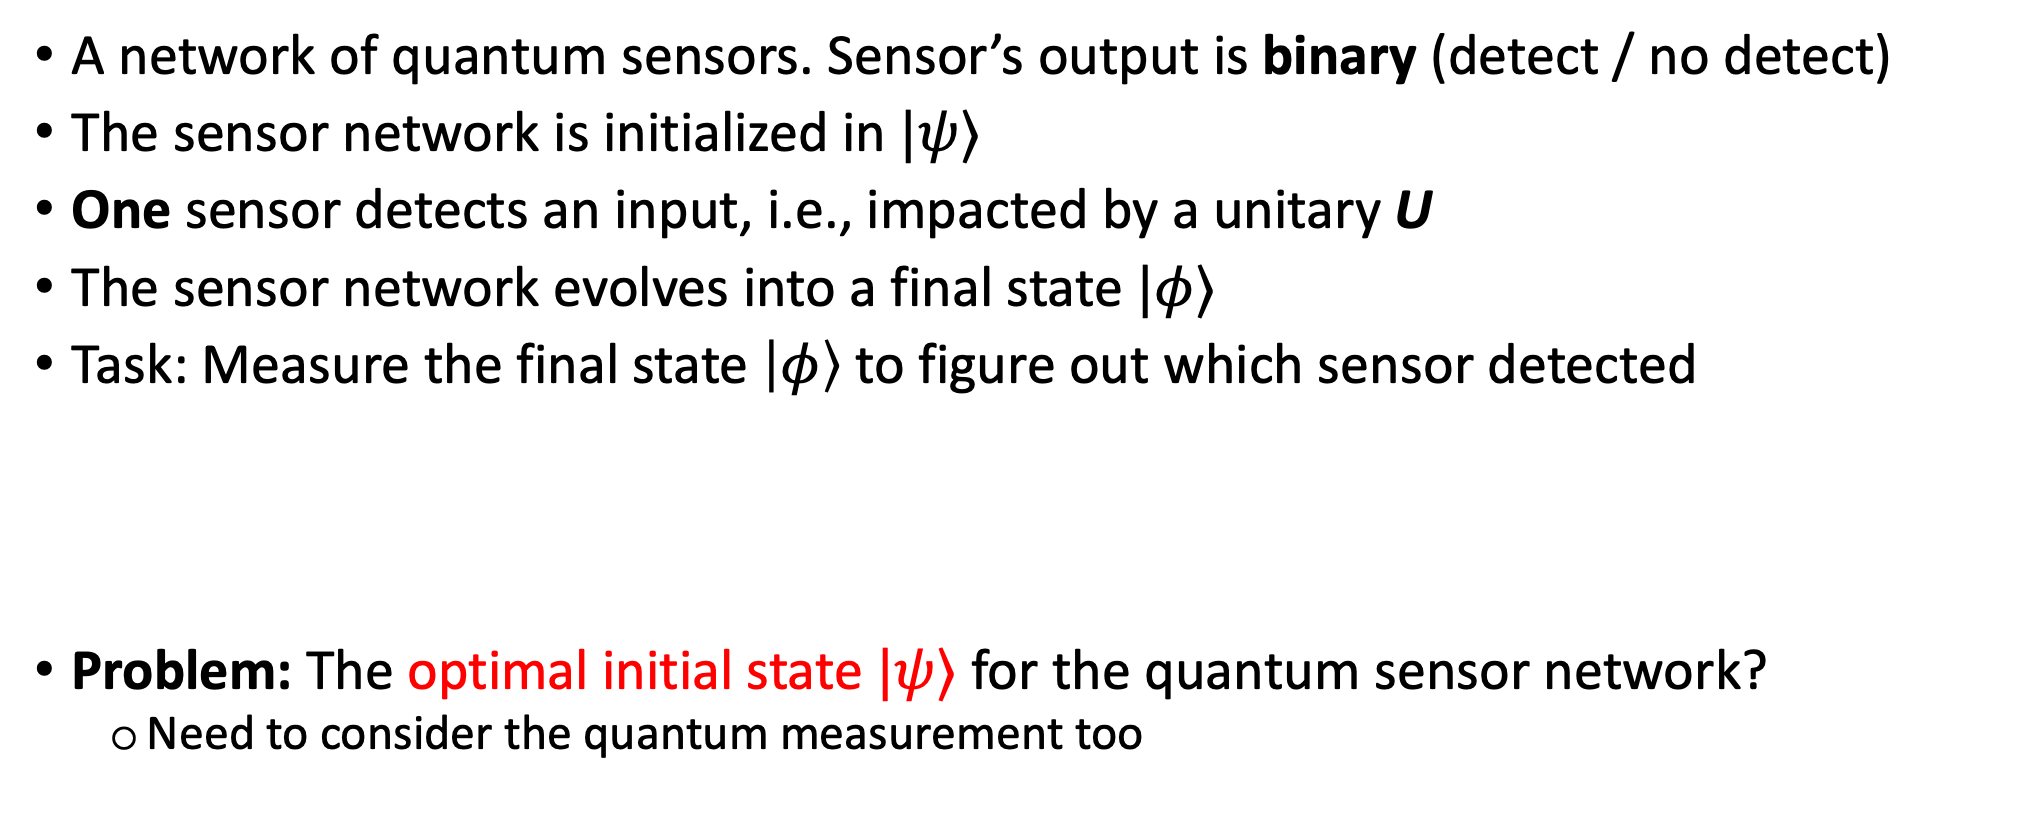 • A network of quantum sensors. Sensor’s output is binary (detect / no detect)
• The sensor network is initialized in |ψ⟩
• One sensor detects an input, i.e., impacted by a unitary U
• The sensor network evolves into a final state |ϕ⟩
• Task: Measure the final state |ϕ⟩ to figure out which sensor detected
• Problem: The optimal initial state |ψ⟩ for the quantum sensor network?
○ Need to consider the quantum measurement too